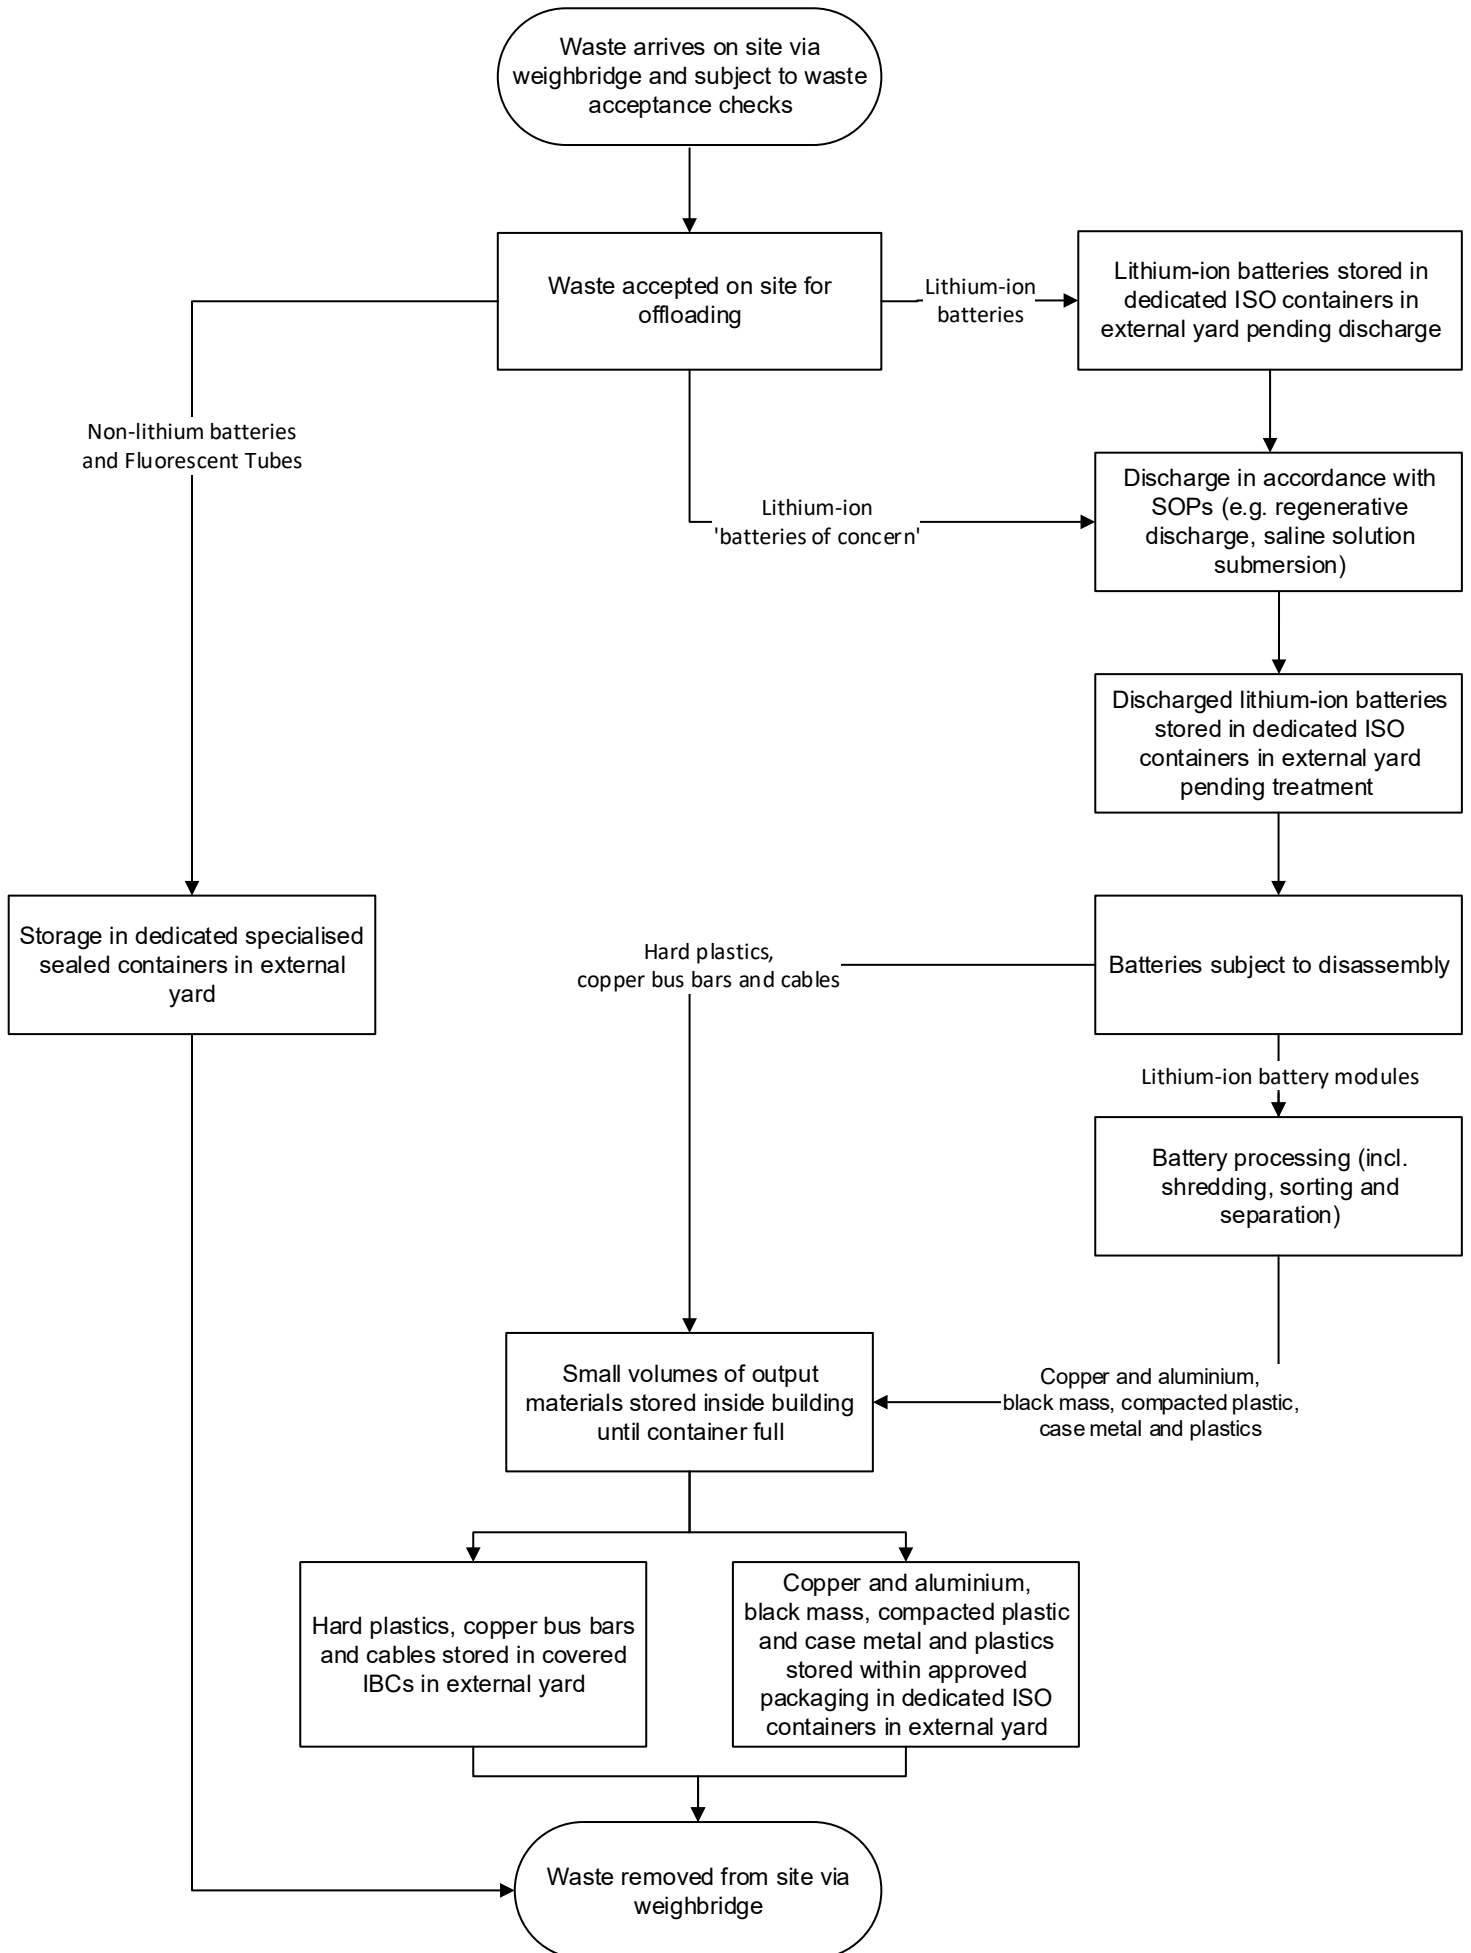 Waste arrives on site via
weighbridge and subject to waste
acceptance checks
Waste accepted on site for
offloading
Lithium-ion
batteries
Lithium-ion batteries stored in
dedicated ISO containers in
external yard pending discharge
Non-lithium batteries
and Fluorescent Tubes
Lithium-ion
'batteries of concern'
Discharge in accordance with
SOPs (e.g. regenerative
discharge, saline solution
submersion)
Discharged lithium-ion batteries
stored in dedicated ISO
containers in external yard
pending treatment
Storage in dedicated specialised
sealed containers in external
yard
Hard plastics,
copper bus bars and cables
Batteries subject to disassembly
Lithium-ion battery modules
Battery processing (incl.
shredding, sorting and
separation)
Small volumes of output
materials stored inside building
until container full
Copper and aluminium,
black mass, compacted plastic,
case metal and plastics
Hard plastics, copper bus bars
and cables stored in covered
IBCs in external yard
Copper and aluminium,
black mass, compacted plastic
and case metal and plastics
stored within approved
packaging in dedicated ISO
containers in external yard
Waste removed from site via
weighbridge